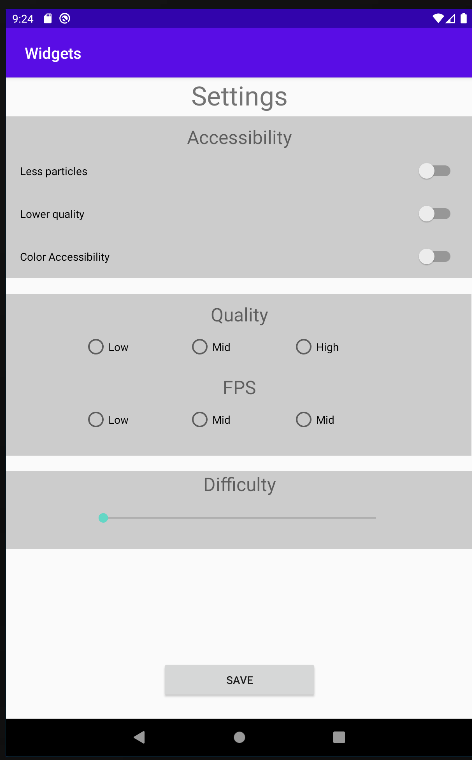 9:24
Widgets
Settings
Accessibility
Less particles
Lower quality
Color Accessibility
Quality
Low Mid High
FPS
Low Mid Mid
Difficulty
SAVE